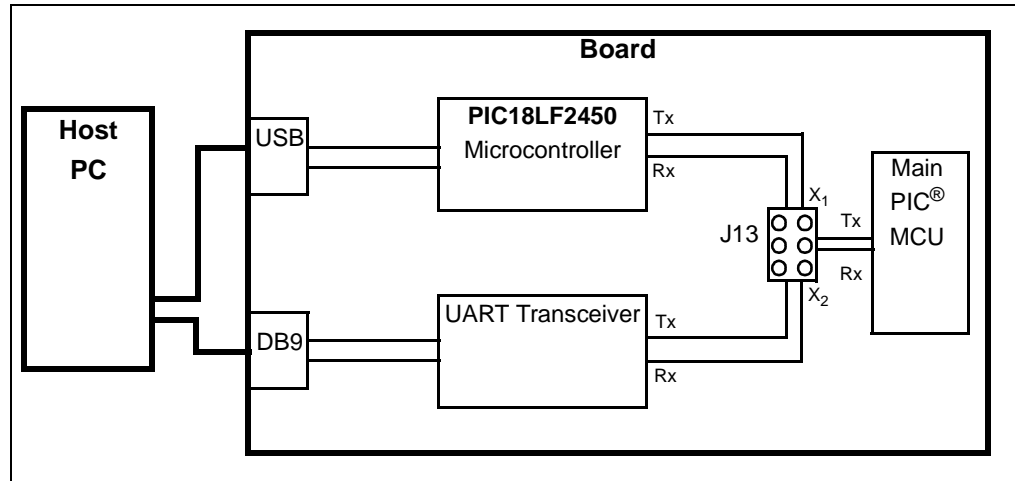 Board
Host
PC
USB
PIC18LF2450
Microcontroller
Tx
Rx
X₁
J13
Tx
Rx
Main
PIC®
MCU
X₂
DB9
UART Transceiver
Tx
Rx